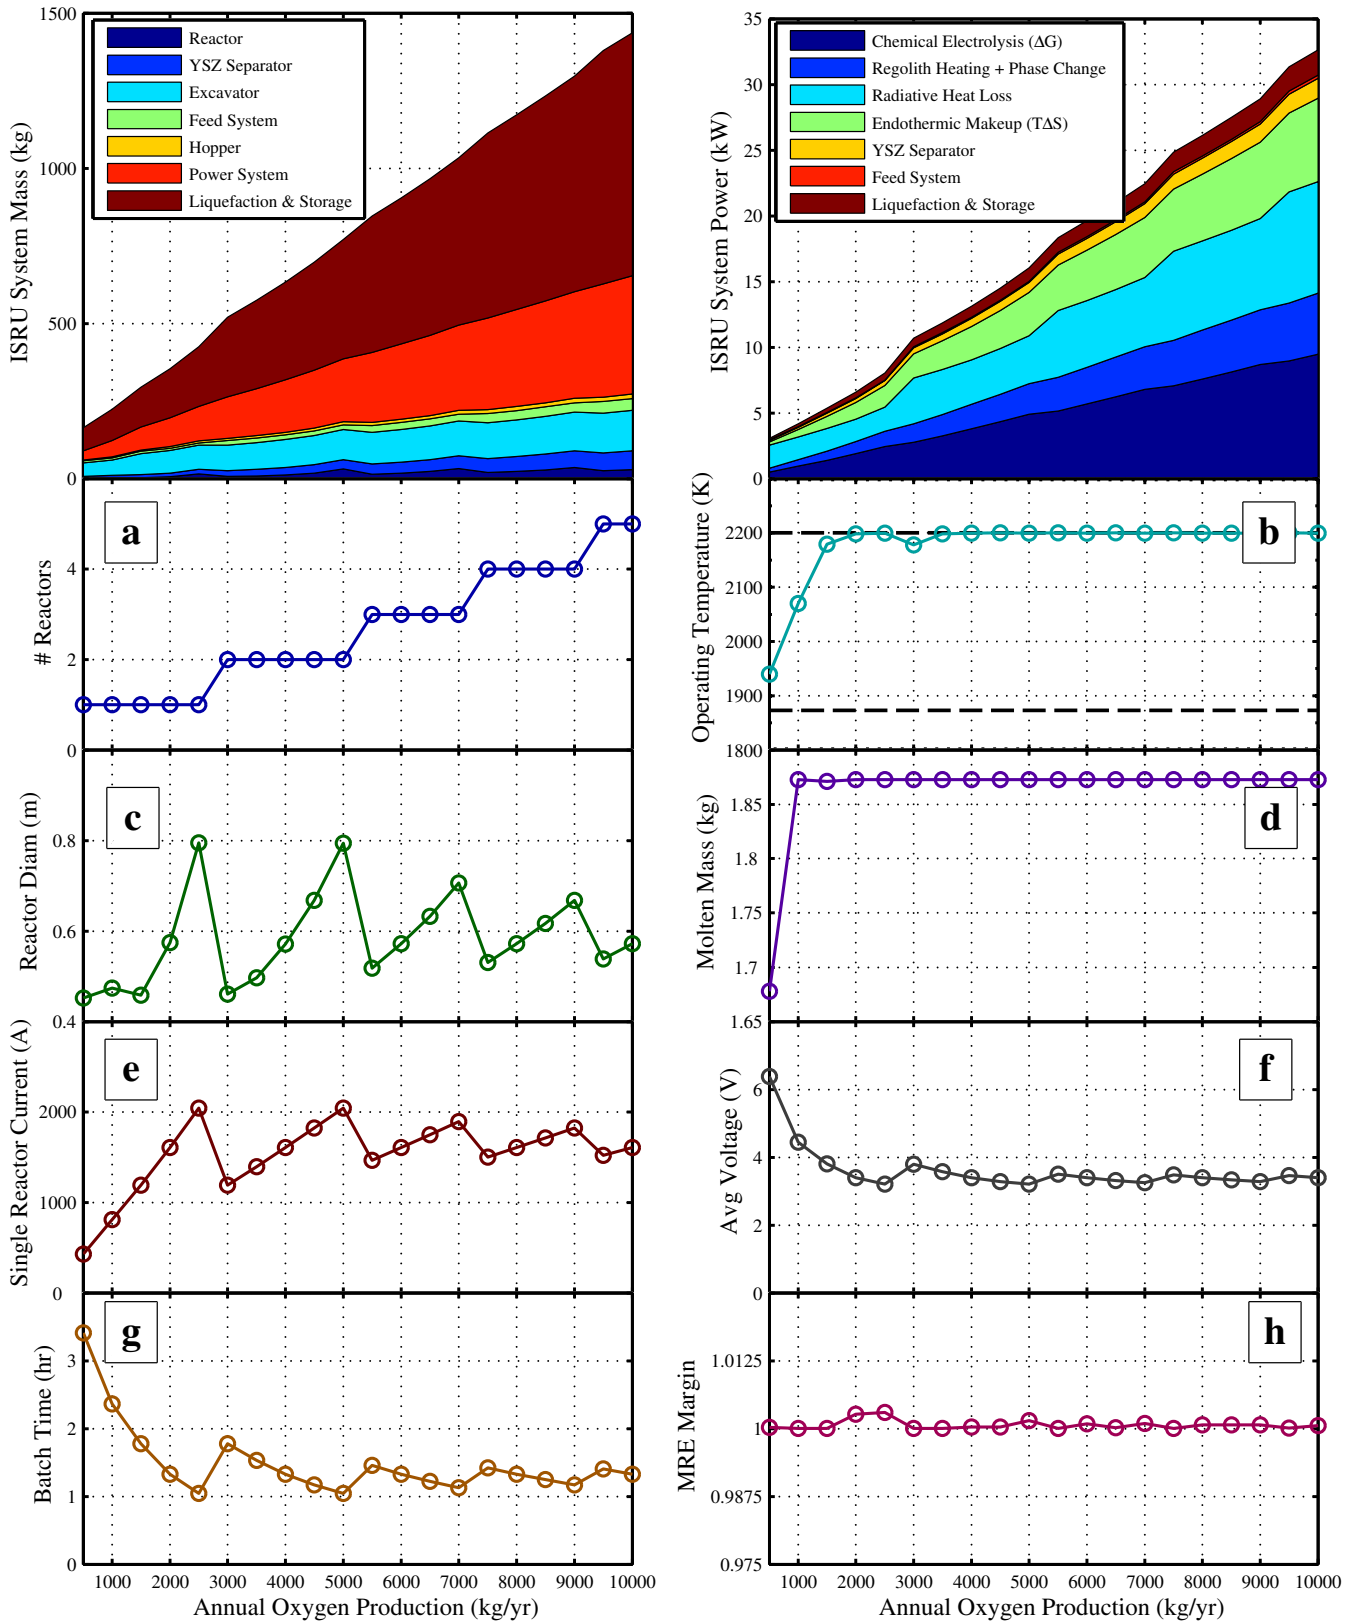 1500
1000
500
0
ISRU System Mass (kg)
Reactor
YSZ Separator
Excavator
Feed System
Hopper
Power System
Liquefaction & Storage
35
30
25
20
15
10
5
0
ISRU System Power (kW)
Chemical Electrolysis (ΔG)
Regolith Heating + Phase Change
Radiative Heat Loss
Endothermic Makeup (TΔS)
YSZ Separator
Feed System
Liquefaction & Storage
a
4
2
0
# Reactors
b
2200
2100
2000
1900
1800
Operating Temperature (K)
c
0.8
0.6
0.4
Reactor Diam (m)
d
1.85
1.8
1.75
1.7
1.65
Molten Mass (kg)
e
2000
1000
0
Single Reactor Current (A)
f
6
4
2
0
Avg Voltage (V)
g
3
2
1
0
Batch Time (hr)
1000 2000 3000 4000 5000 6000 7000 8000 9000 10000
Annual Oxygen Production (kg/yr)
h
1.0125
1
0.9875
0.975
MRE Margin
1000 2000 3000 4000 5000 6000 7000 8000 9000 10000
Annual Oxygen Production (kg/yr)